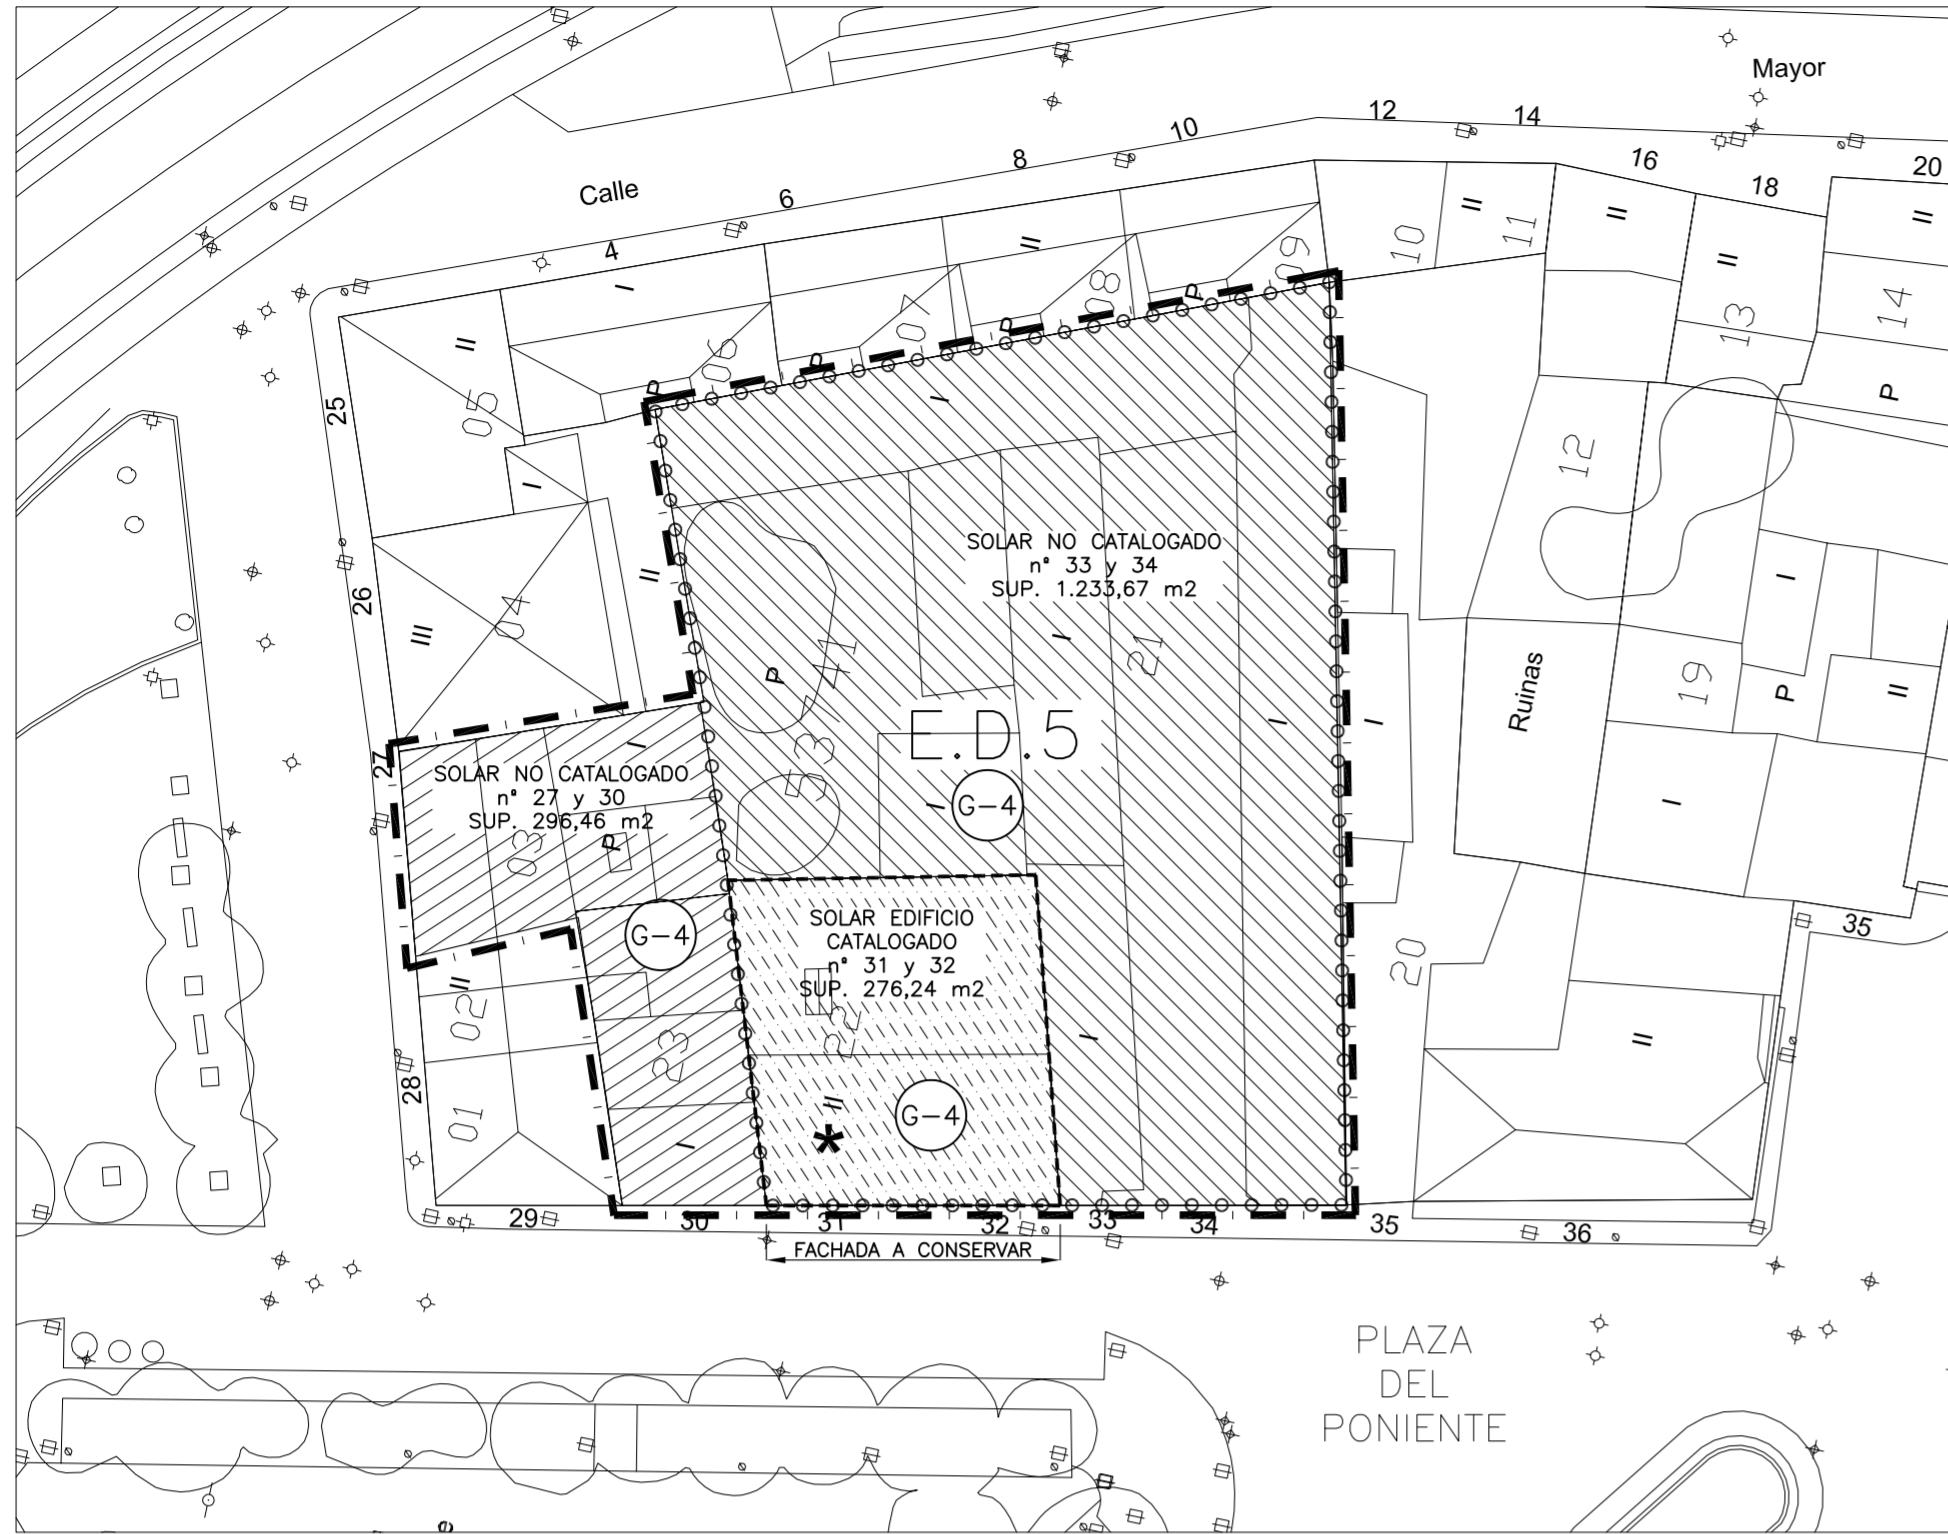 Mayor
Calle
4
6
8
10
12
14
16
18
20
II
II
II
II
II
I
II
10
11
13
14
09
08
07
06
05
P
P
P
P
P
25
26
27
28
I
I
II
III
04
12
19
Ruinas
SOLAR NO CATALOGADO
nº 33 y 34
SUP. 1.233,67 m2
I
P
41
53
21
I
I
I
I
E.D.5
G-4
SOLAR NO CATALOGADO
nº 27 y 30
SUP. 296,46 m2
I
03
P
G-4
SOLAR EDIFICIO
CATALOGADO
nº 31 y 32
SUP. 276,24 m2
22
II
*
G-4
I
II
02
01
23
I
I
P
II
I
20
II
35
29
30
31
32
33
34
35
36
FACHADA A CONSERVAR
PLAZA
DEL
PONIENTE
e